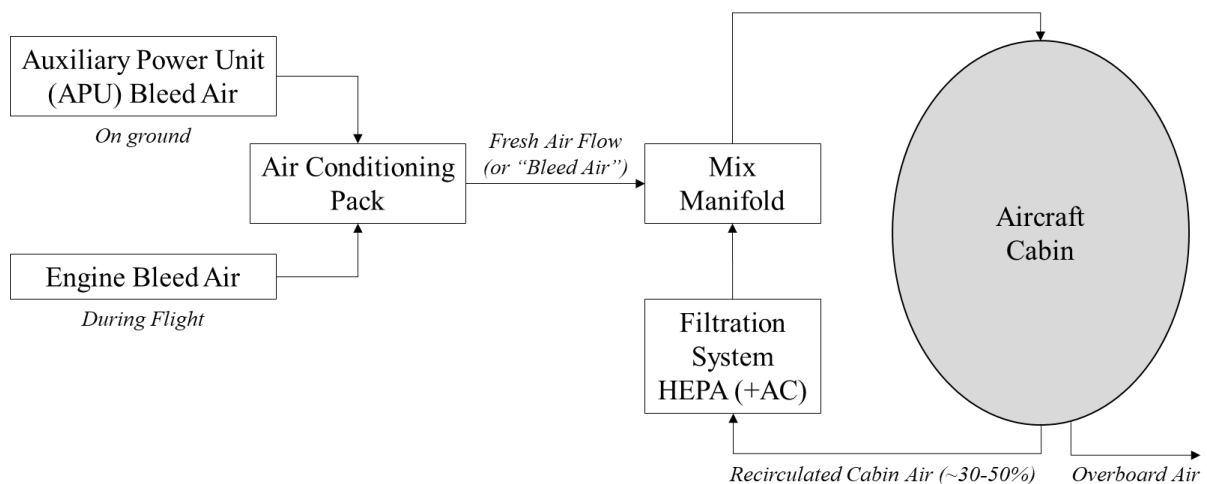 Auxiliary Power Unit
(APU) Bleed Air
On ground
Air Conditioning
Pack
Engine Bleed Air
During Flight
Fresh Air Flow
(or “Bleed Air”)
Mix
Manifold
Filtration
System
HEPA (+AC)
Aircraft
Cabin
Recirculated Cabin Air (~30-50%)
Overboard Air